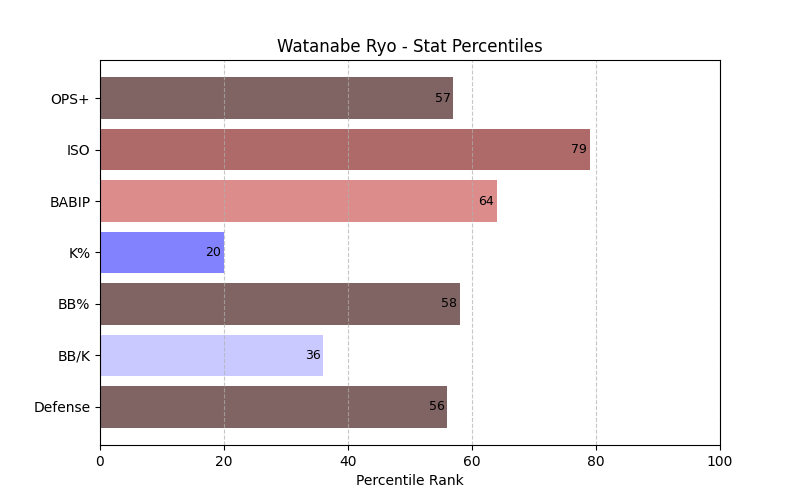 Watanabe Ryo - Stat Percentiles
OPS+ 57
ISO 79
BABIP 64
K% 20
BB% 58
BB/K 36
Defense 56
0 20 40 60 80 100
Percentile Rank